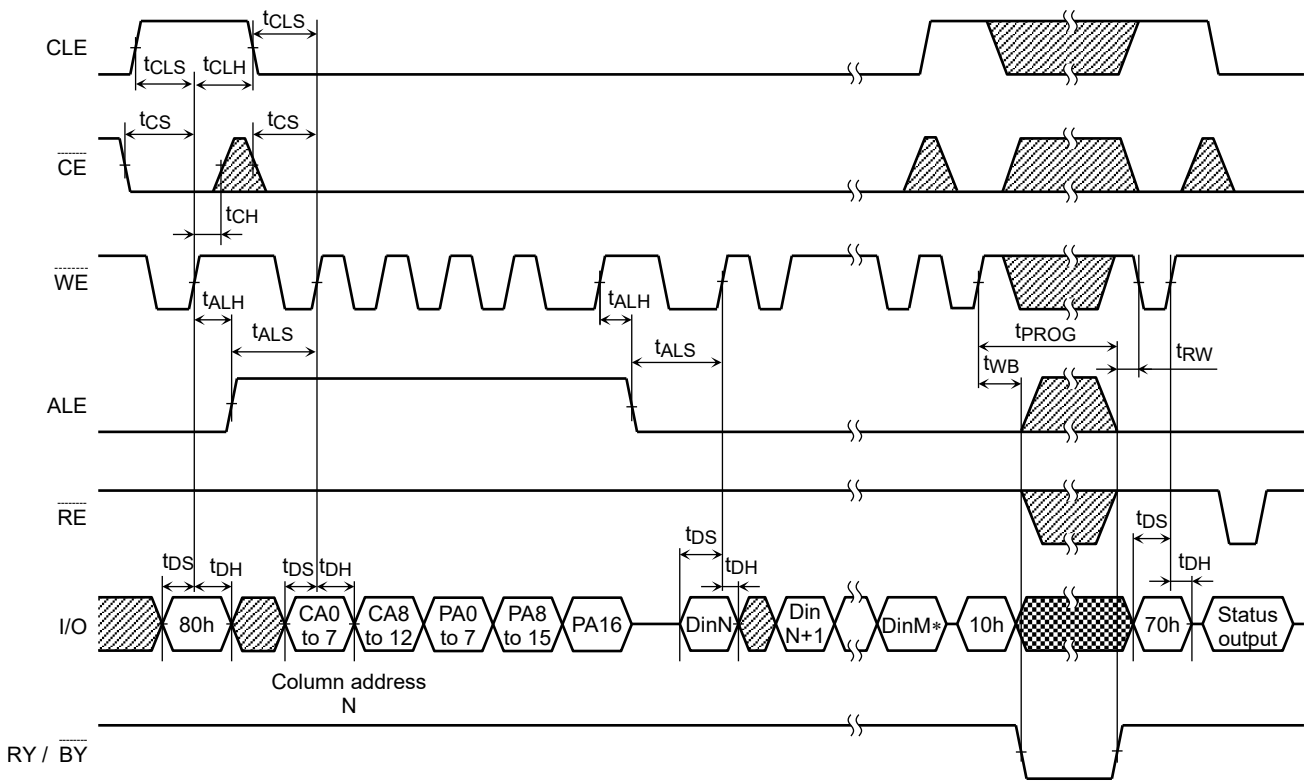 tCLS
CLE
tCLS tCLH
tCS tCS
CE
tCH
WE
tALH tALH
tALS tALS
tPROG
tWB tRW
ALE
RE
tDS tDH tDS tDH tDS tDH tDS tDH
I/O
80h
CA0 to 7
CA8 to 12
PA0 to 7
PA8 to 15
PA16
DinN
Din N+1
DinM*
10h
70h
Status output
Column address
N
RY / BY